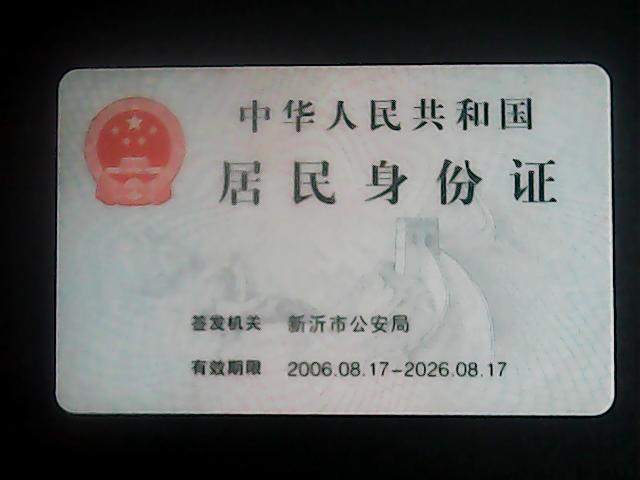 中华人民共和国
居民身份证
签发机关 新沂市公安局
有效期限 2006.08.17-2026.08.17